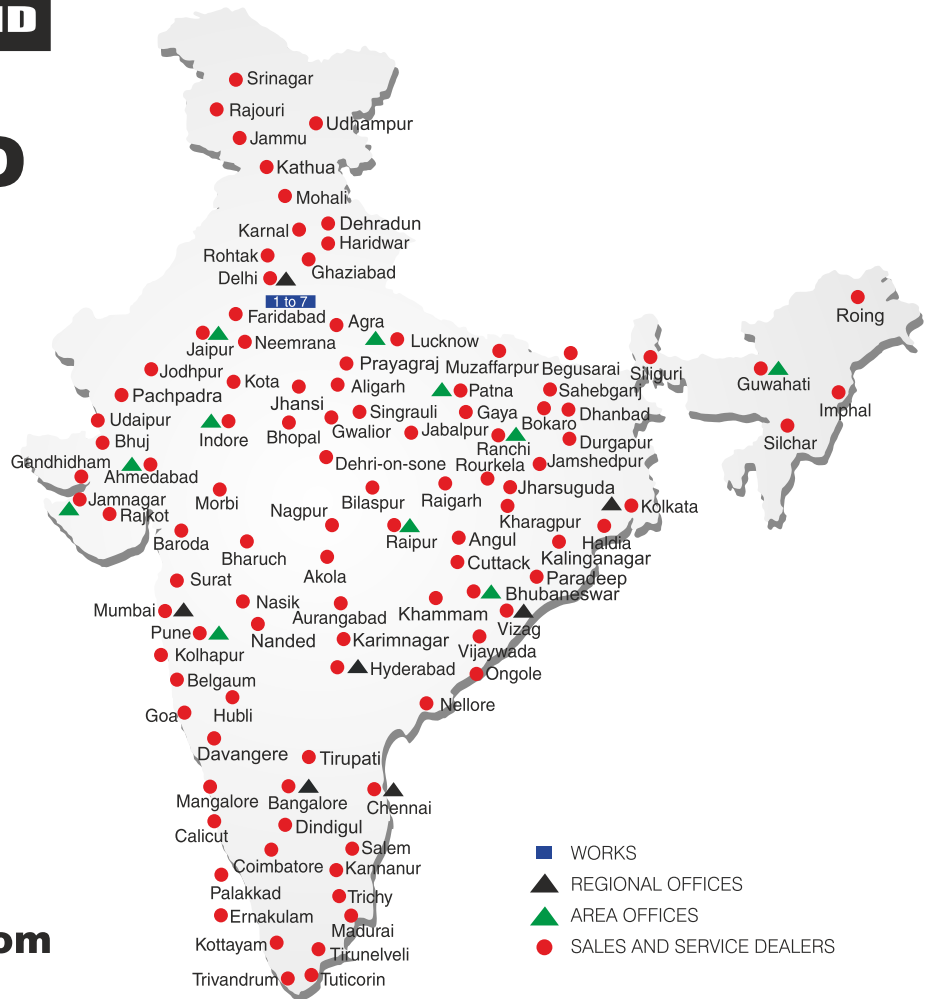 ND
D
Srinagar
Rajouri
Udhampur
Jammu
Kathua
Mohali
Dehradun
Karnal
Haridwar
Rohtak
Ghaziabad
Delhi
1 to 7
Roing
Faridabad
Agra
Neemrana
Lucknow
Jaipur
Prayagraj
Muzaffarpur
Begusarai
Siliguri
Jodhpur
Kota
Aligarh
Guwahati
Pachpadra
Jhansi
Patna
Sahebganj
Imphal
Udaipur
Singrauli
Gaya
Bokaro
Dhanbad
Bhuj
Indore
Bhopal
Gwalior
Jabalpur
Ranchi
Durgapur
Silchar
Gandhidham
Ahmedabad
Dehri-on-sone
Rourkela
Jamshedpur
Jamnagar
Rajkot
Morbi
Bilaspur
Raigarh
Jharsuguda
Nagpur
Kharagpur
Kolkata
Baroda
Bharuch
Raipur
Angul
Haldia
Kalinganagar
Surat
Akola
Cuttack
Paradeep
Mumbai
Nasik
Aurangabad
Khammam
Bhubaneswar
Pune
Nanded
Karimnagar
Vizag
Vijaywada
Kolhapur
Hyderabad
Ongole
Belgaum
Goa
Hubli
Nellore
Davangere
Tirupati
Mangalore
Bangalore
Chennai
Calicut
Dindigul
Coimbatore
Salem
Kannanur
Palakkad
Trichy
Ernakulam
Madurai
Kottayam
Tirunelveli
Trivandrum
Tuticorin
WORKS
REGIONAL OFFICES
AREA OFFICES
SALES AND SERVICE DEALERS
om